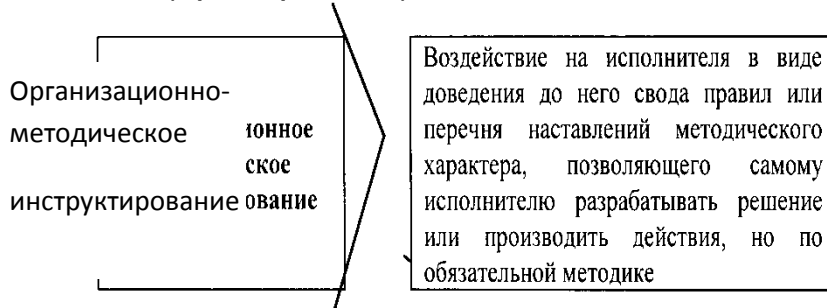 Организационно-
методическое ионное
ское
инструктирование ование
Воздействие на исполнителя в виде
доведения до него свода правил или
перечня наставлений методического
характера, позволяющего самому
исполнителю разрабатывать решение
или производить действия, но по
обязательной методике